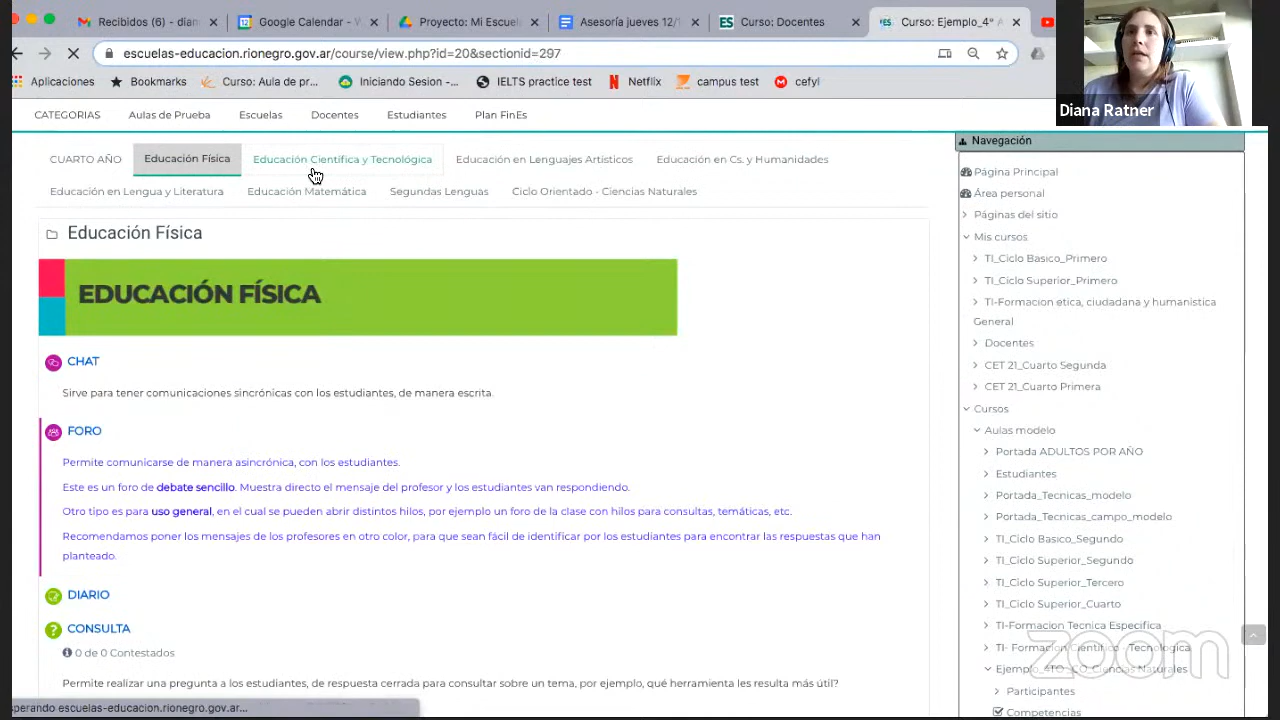 Recibidos (6) - dian
Google Calendar - V
Proyecto: Mi Escuel
Asesoría jueves 12/1
Curso: Docentes
Curso: Ejemplo_4° A
escuelas-educacion.rionegro.gov.ar/course/view.php?id=20&sectionid=297
Aplicaciones
Bookmarks
Curso: Aula de pr...
Iniciando Sesion -...
IELTS practice test
Netflix
campus test
cefyl
Diana Ratner
CATEGORIAS
Aulas de Prueba
Escuelas
Docentes
Estudiantes
Plan FinEs
CUARTO AÑO
Educación Física
Educación Científica y Tecnológica
Educación en Lenguajes Artísticos
Educación en Cs. y Humanidades
Educación en Lengua y Literatura
Educación Matemática
Segundas Lenguas
Ciclo Orientado - Ciencias Naturales
Educación Física
EDUCACIÓN FÍSICA
CHAT
Sirve para tener comunicaciones sincrónicas con los estudiantes, de manera escrita.
FORO
Permite comunicarse de manera asincrónica, con los estudiantes.
Este es un foro de debate sencillo. Muestra directo el mensaje del profesor y los estudiantes van respondiendo.
Otro tipo es para uso general, en el cual se pueden abrir distintos hilos, por ejemplo un foro de la clase con hilos para consultas, temáticas, etc.
Recomendamos poner los mensajes de los profesores en otro color, para que sean fácil de identificar por los estudiantes para encontrar las respuestas que han
planteado.
DIARIO
CONSULTA
0 de 0 Contestados
Permite realizar una pregunta a los estudiantes, de respuesta cerrada para consultar sobre un tema, por ejemplo, qué herramienta les resulta más útil?
sperando escuelas-educacion.rionegro.gov.ar...
Navegación
Página Principal
Área personal
Páginas del sitio
Mis cursos
TI_Ciclo Basico_Primero
TI_Ciclo Superior_Primero
TI-Formacion etica, ciudadana y humanistica
General
Docentes
CET 21_Cuarto Segunda
CET 21_Cuarto Primera
Cursos
Aulas modelo
Portada ADULTOS POR AÑO
Estudiantes
Portada_Tecnicas_modelo
Portada_Tecnicas_campo_modelo
TI_Ciclo Basico_Segundo
TI_Ciclo Superior_Segundo
TI_Ciclo Superior_Tercero
TI_Ciclo Superior_Cuarto
TI-Formacion Tecnica Especifica
TI- Formacion Cientifico - Tecnologica
Ejemplo_4TO_CO_Ciencias Naturales
Participantes
Competencias
zoom